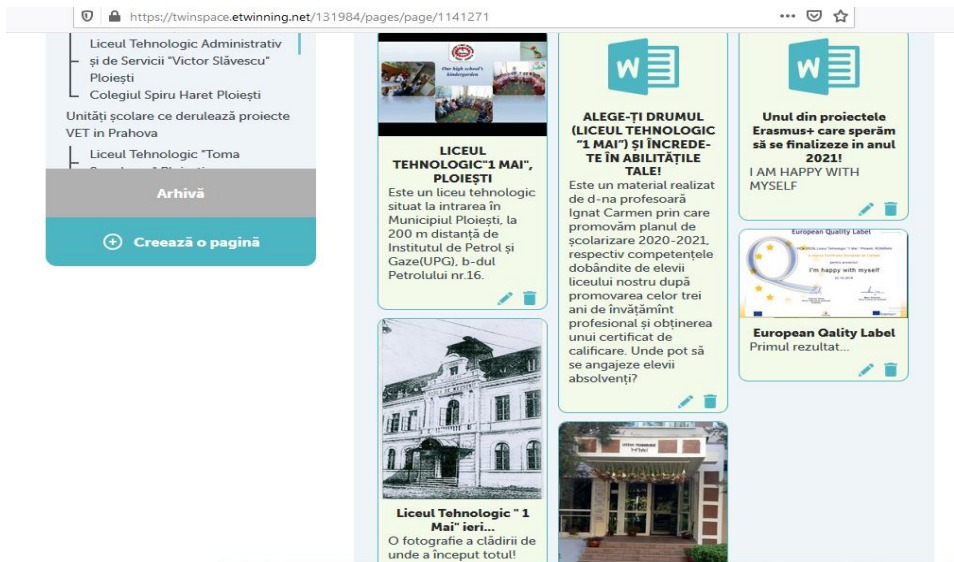 https://twinspace.etwinning.net/131984/pages/page/1141271
Liceul Tehnologic Administrativ
și de Servicii "Victor Slăvescu"
Ploiești
Colegiul Spiru Haret Ploiești
Unități școlare ce derulează proiecte
VET in Prahova
Liceul Tehnologic "Toma
Arhivă
Creează o pagină
Our high school's
kindergarden
LICEUL
TEHNOLOGIC"1 MAI",
PLOIEȘTI
Este un liceu tehnologic
situat la intrarea în
Municipiul Ploiești, la
200 m distanță de
Institutul de Petrol și
Gaze(UPG), b-dul
Petrolului nr.16.
Liceul Tehnologic " 1
Mai" ieri...
O fotografie a clădirii de
unde a început totul!
W
ALEGE-ȚI DRUMUL
(LICEUL TEHNOLOGIC
"1 MAI") ȘI ÎNCREDE-
TE ÎN ABILITĂȚILE
TALE!
Este un material realizat
de d-na profesoară
Ignat Carmen prin care
promovăm planul de
școlarizare 2020-2021,
respectiv competențele
dobândite de elevii
liceului nostru după
promovarea celor trei
ani de învățămînt
profesional și obținerea
unui certificat de
calificare. Unde pot să
se angajeze elevii
absolvenți?
W
Unul din proiectele
Erasmus+ care sperăm
să se finalizeze in anul
2021!
I AM HAPPY WITH
MYSELF
European Quality Label
I'm happy with myself
European Qality Label
Primul rezultat...